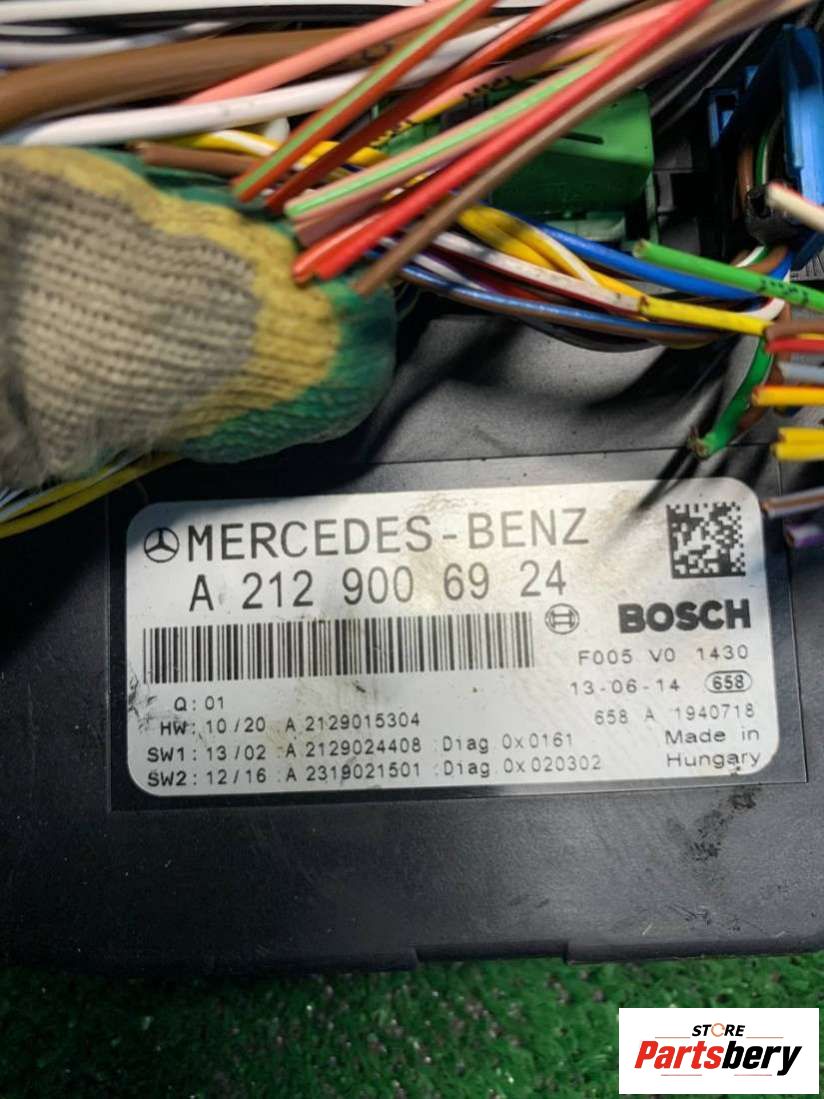 MERCEDES-BENZ
A 212 900 69 24
BOSCH
F005 V0 1430
13-06-14 658
658 A 1940718
Made in
Hungary
Q: 01
HW: 10/20 A 2129015304
SW1: 13/02 A 2129024408 :Diag 0x0161
SW2: 12/16 :A 2319021501 :Diag 0x020302
STORE
Partsbery